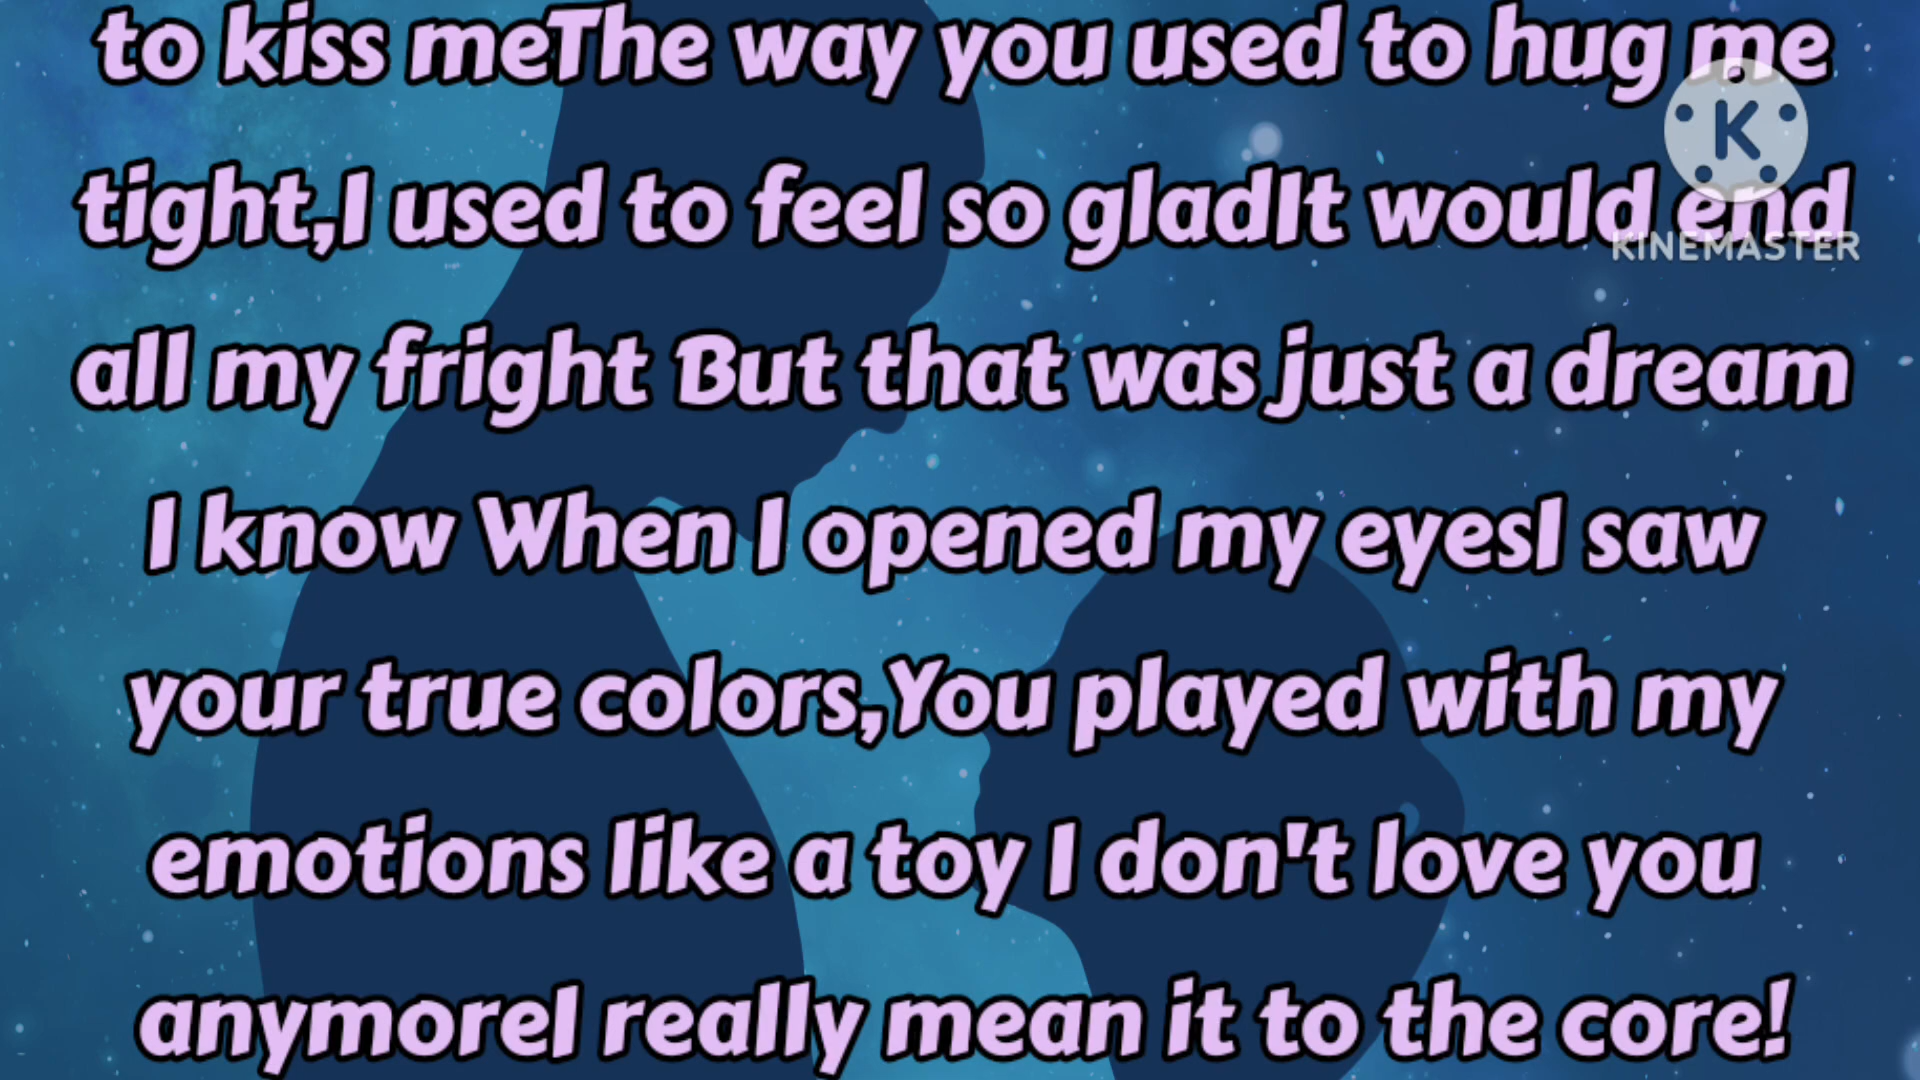 to kiss meThe way you used to hug me
tight,I used to feel so gladIt would end
all my fright But that was just a dream
I know When I opened my eyesI saw
your true colors,You played with my
emotions like a toy I don't love you
anymoreI really mean it to the core!
K
KINEMASTER